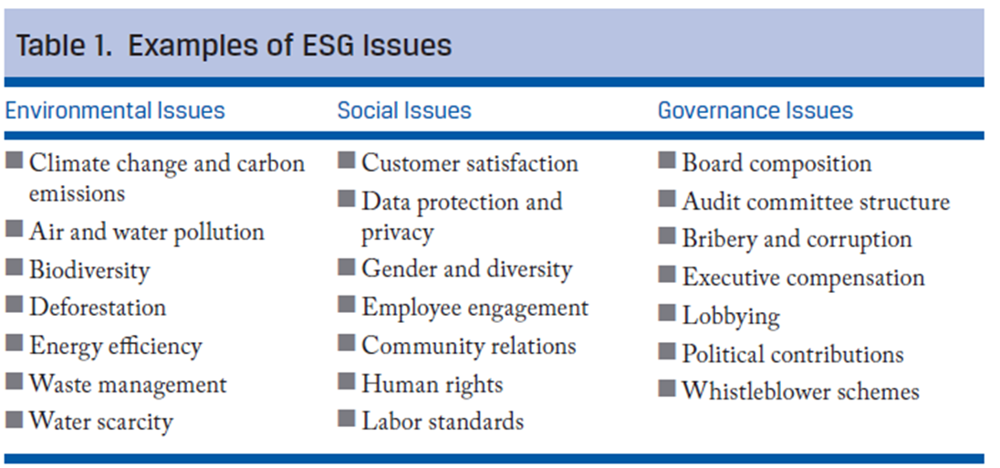 Table 1. Examples of ESG Issues
Environmental Issues
Climate change and carbon
emissions
Air and water pollution
Biodiversity
Deforestation
Energy efficiency
Waste management
Water scarcity
Social Issues
Customer satisfaction
Data protection and
privacy
Gender and diversity
Employee engagement
Community relations
Human rights
Labor standards
Governance Issues
Board composition
Audit committee structure
Bribery and corruption
Executive compensation
Lobbying
Political contributions
Whistleblower schemes